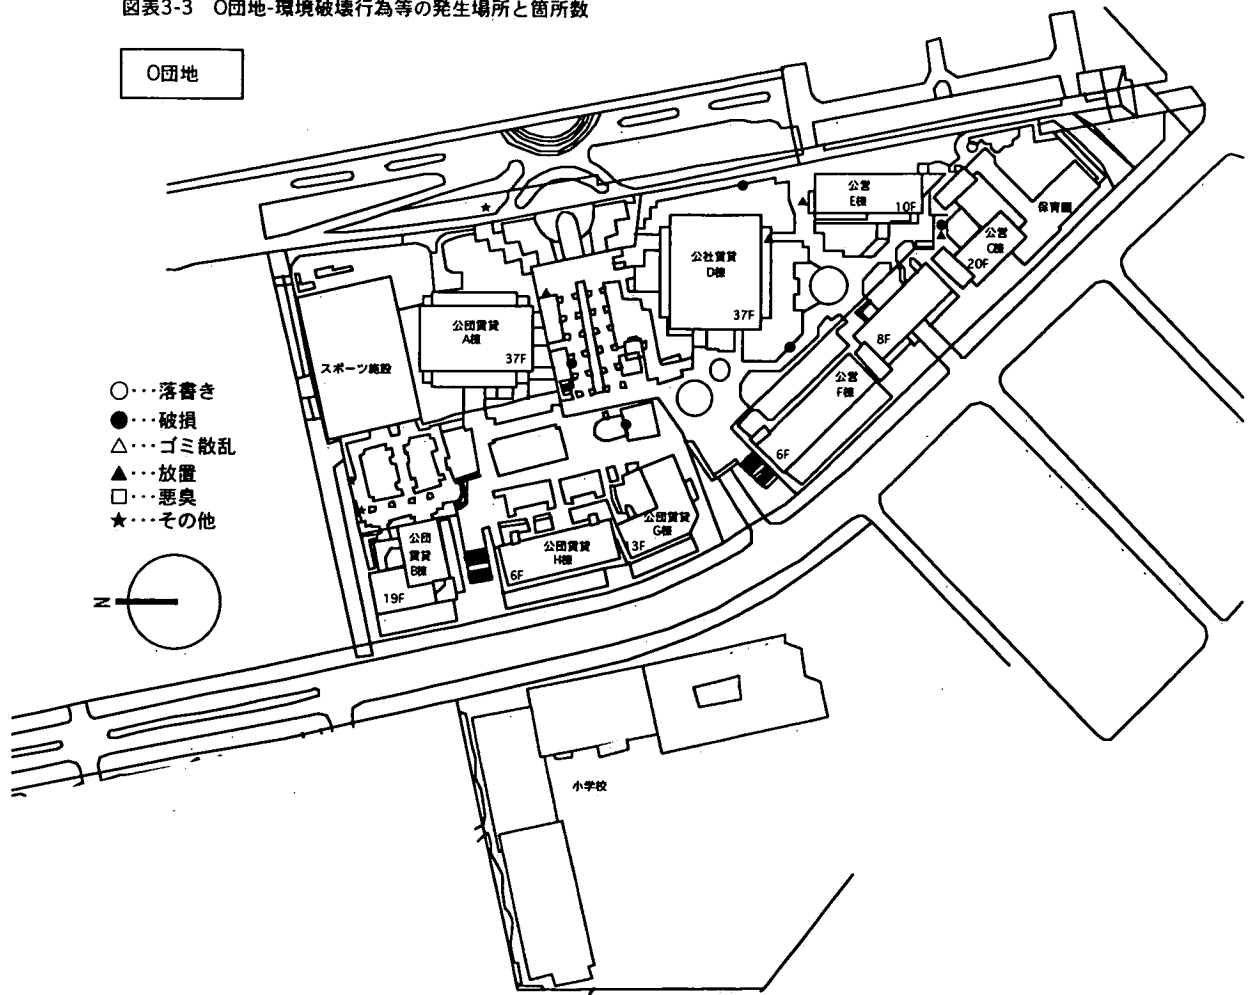 図表3-3 O団地-環境破壊行為等の発生場所と箇所数
O団地
公営
E棟
10F
保育園
公営
C棟
20F
公社賃貸
D棟
37F
公団賃貸
A棟
37F
スポーツ施設
8F
公営
F棟
6F
○…落書き
●…破損
△…ゴミ散乱
▲…放置
□…悪臭
★…その他
公団賃貸
G棟
13F
公団
賃貸
B棟
19F
公団賃貸
H棟
6F
N
小学校